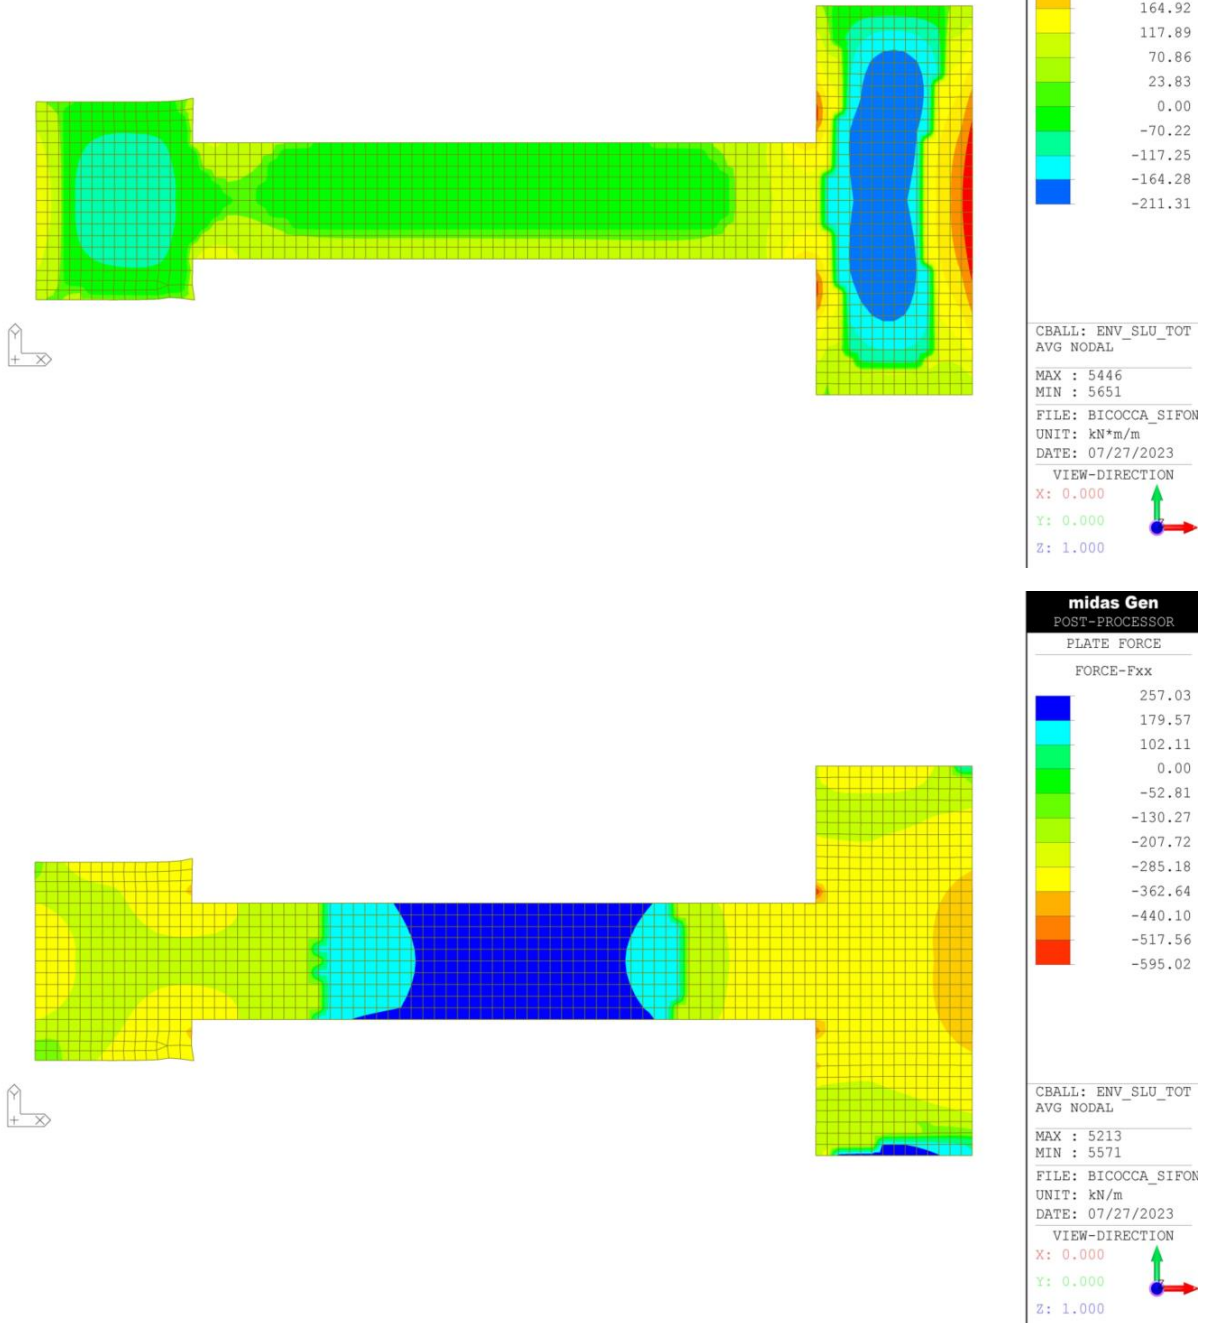 164.92
117.89
70.86
23.83
0.00
-70.22
-117.25
-164.28
-211.31
CBALL: ENV_SLU_TOT
AVG NODAL
MAX : 5446
MIN : 5651
FILE: BICOCCA_SIFON
UNIT: kN*m/m
DATE: 07/27/2023
VIEW-DIRECTION
X: 0.000
Y: 0.000
Z: 1.000
Y
X
midas Gen
POST-PROCESSOR
PLATE FORCE
FORCE-Fxx
257.03
179.57
102.11
0.00
-52.81
-130.27
-207.72
-285.18
-362.64
-440.10
-517.56
-595.02
CBALL: ENV_SLU_TOT
AVG NODAL
MAX : 5213
MIN : 5571
FILE: BICOCCA_SIFON
UNIT: kN/m
DATE: 07/27/2023
VIEW-DIRECTION
X: 0.000
Y: 0.000
Z: 1.000
Y
X